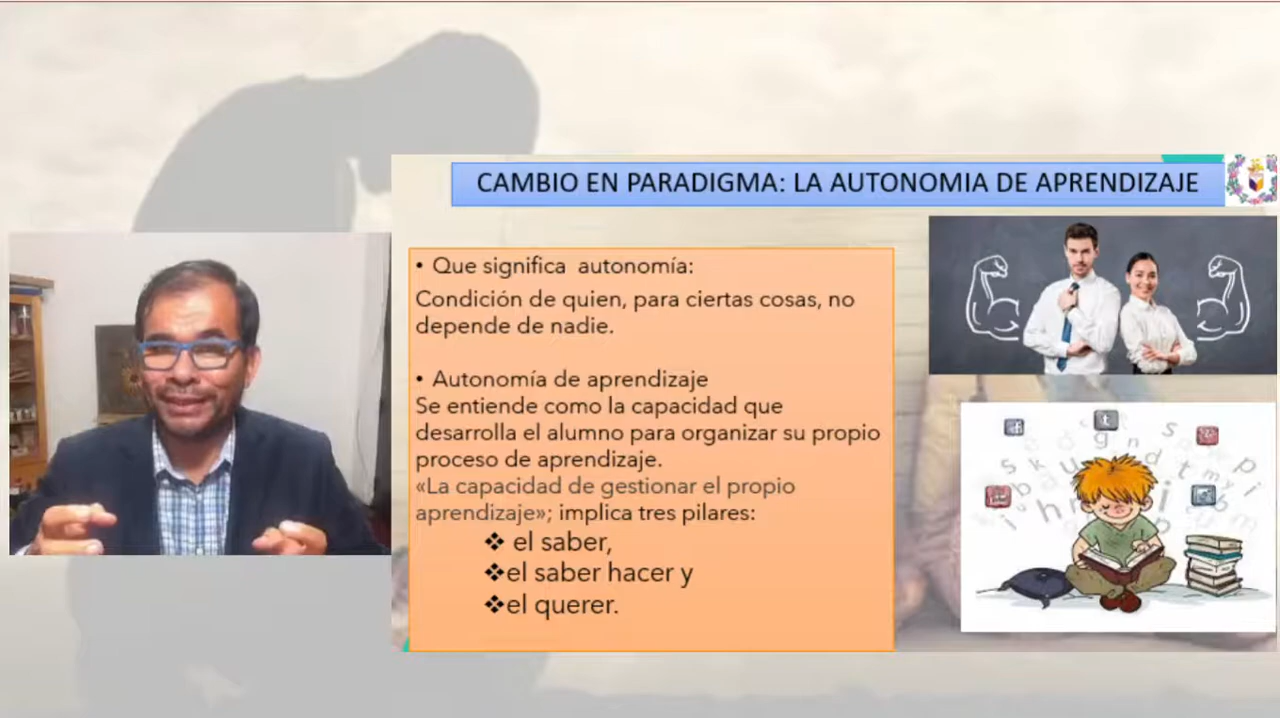 CAMBIO EN PARADIGMA: LA AUTONOMIA DE APRENDIZAJE
• Que significa autonomía:
Condición de quien, para ciertas cosas, no
depende de nadie.
• Autonomía de aprendizaje
Se entiende como la capacidad que
desarrolla el alumno para organizar su propio
proceso de aprendizaje.
«La capacidad de gestionar el propio
aprendizaje»; implica tres pilares:
❖ el saber,
❖el saber hacer y
❖el querer.